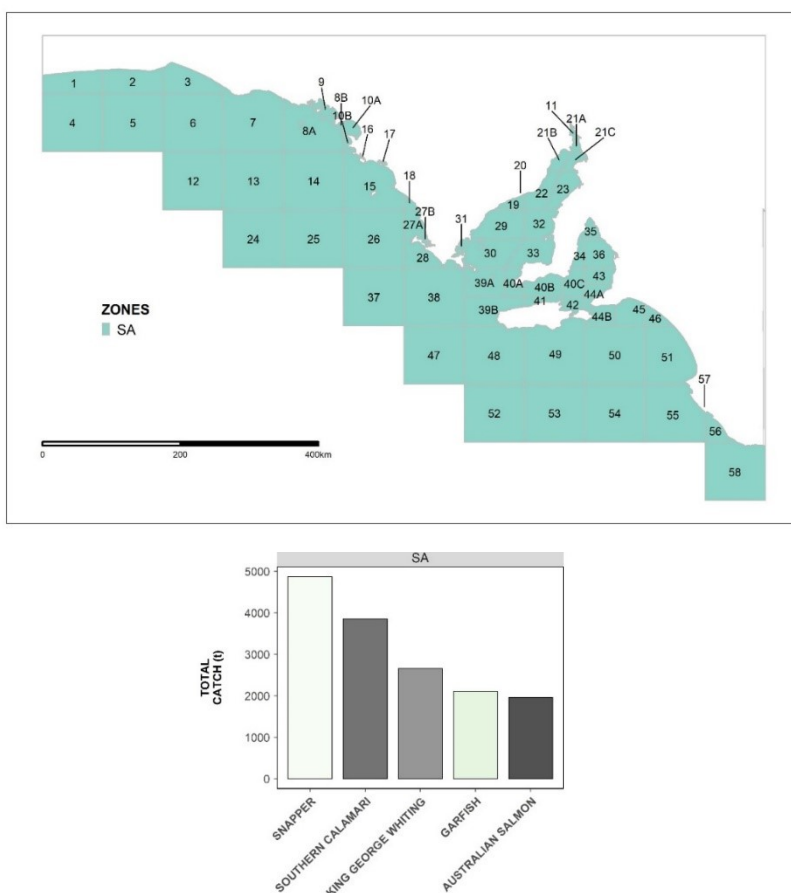 9
8B
10A
11
21A
1
2
3
10B
16
17
21B
21C
4
5
6
7
8A
20
18
22
23
12
13
14
15
19
27B
31
27A
29
32
35
24
25
26
28
30
33
34
36
39A
40A
40B
40C
43
ZONES
SA
37
38
41
44A
39B
42
44B
45
46
47
48
49
50
51
57
52
53
54
55
56
0
200
400km
58
SA
TOTAL
CATCH (t)
5000
4000
3000
2000
1000
0
SNAPPER
SOUTHERN CALAMARI
KING GEORGE WHITING
GARFISH
AUSTRALIAN SALMON